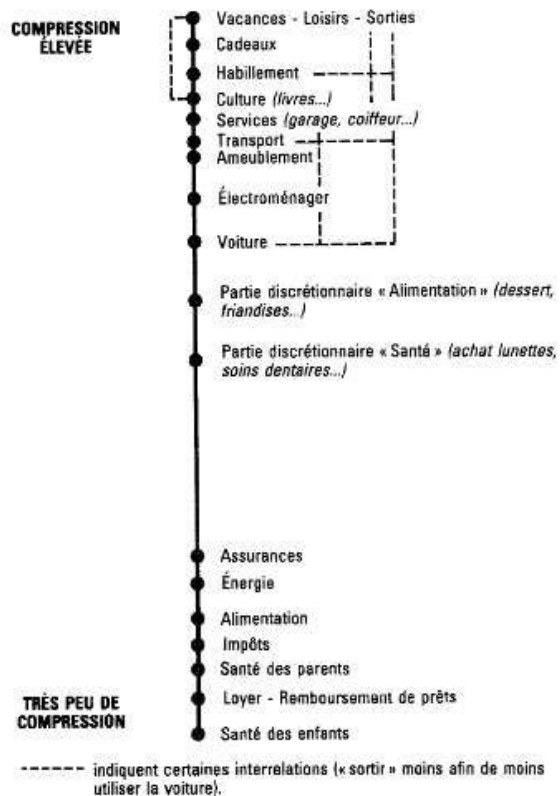 COMPRESSION
ÉLEVÉE
Vacances - Loisirs - Sorties
Cadeaux
Habillement
Culture (livres...)
Services (garage, coiffeur...)
Transport
Ameublement
Électroménager
Voiture
Partie discrétionnaire « Alimentation » (dessert,
friandises...)
Partie discrétionnaire « Santé » (achat lunettes,
soins dentaires...)
Assurances
Énergie
Alimentation
Impôts
Santé des parents
TRÈS PEU DE
COMPRESSION
Loyer - Remboursement de prêts
Santé des enfants
------ indiquent certaines interrelations (« sortir » moins afin de moins
utiliser la voiture).